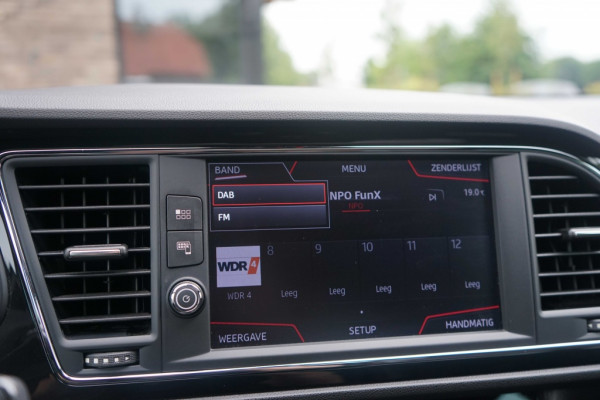 BAND MENU ZENDERLIJST
DAB NPO FunX 19.0
FM NPO
8 9 10 11 12
WDR 4
WDR 4 Leeg Leeg Leeg Leeg Leeg
WEERGAVE SETUP HANDMATIG